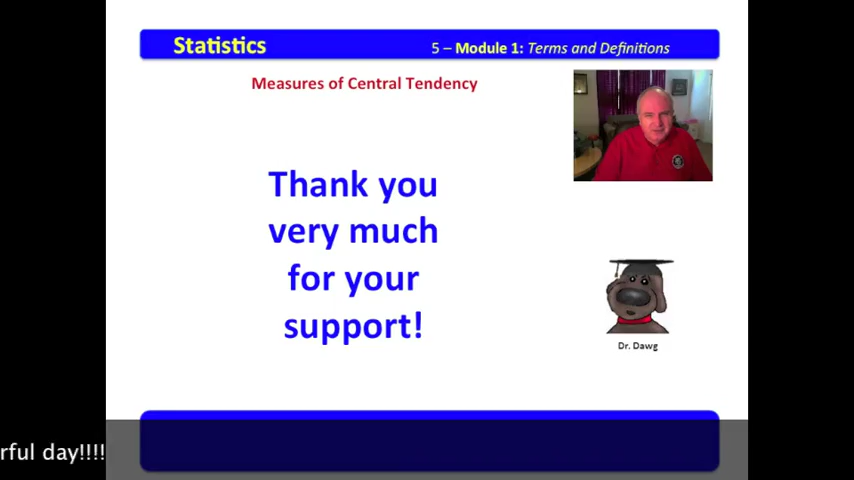 Statistics
5 – Module 1: Terms and Definitions
Measures of Central Tendency
Thank you
very much
for your
support!
Dr. Dawg
rful day!!!!